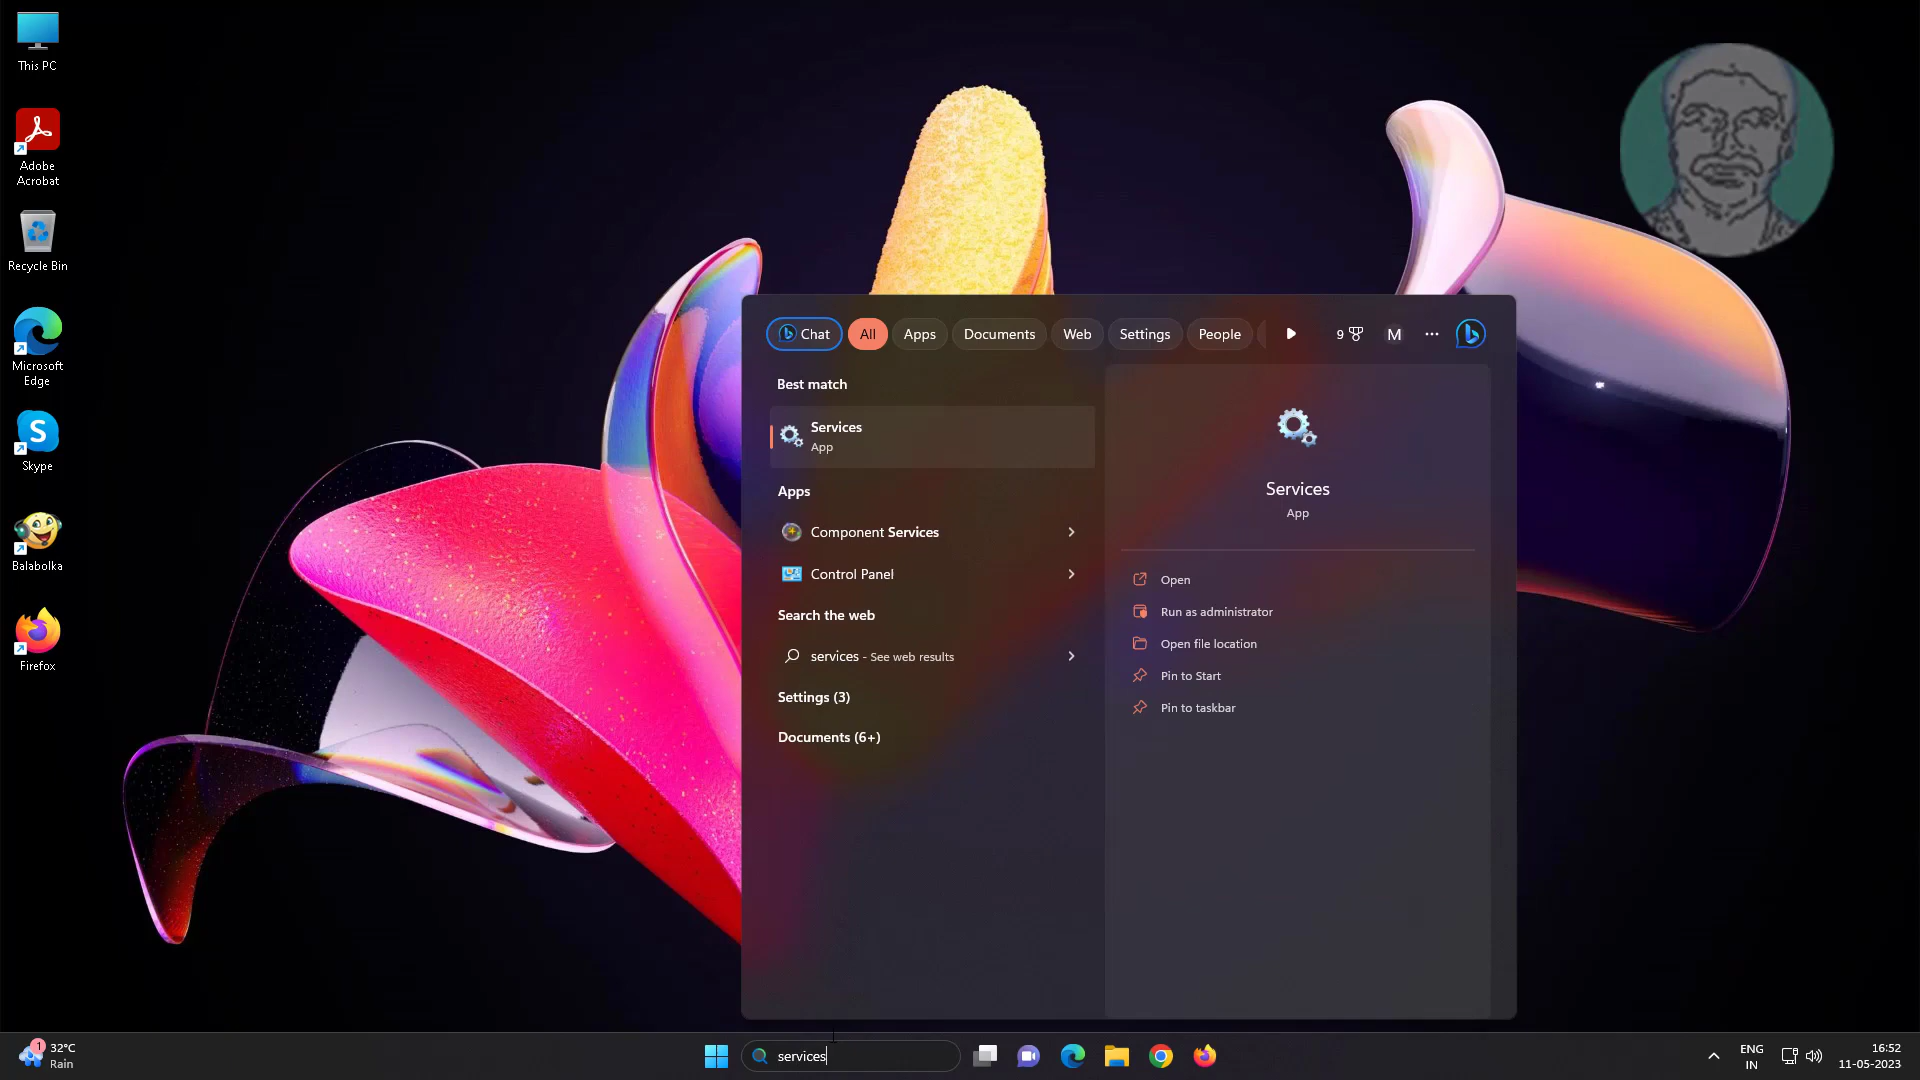 This PC
Adobe
Acrobat
Recycle Bin
Microsoft
Edge
Skype
Balabolka
Firefox
Chat
All
Apps
Documents
Web
Settings
People
9
M
Best match
Services
App
Apps
Component Services
Control Panel
Search the web
services - See web results
Settings (3)
Documents (6+)
Services
App
Open
Run as administrator
Open file location
Pin to Start
Pin to taskbar
1
32°C
Rain
services
ENG
IN
16:52
11-05-2023